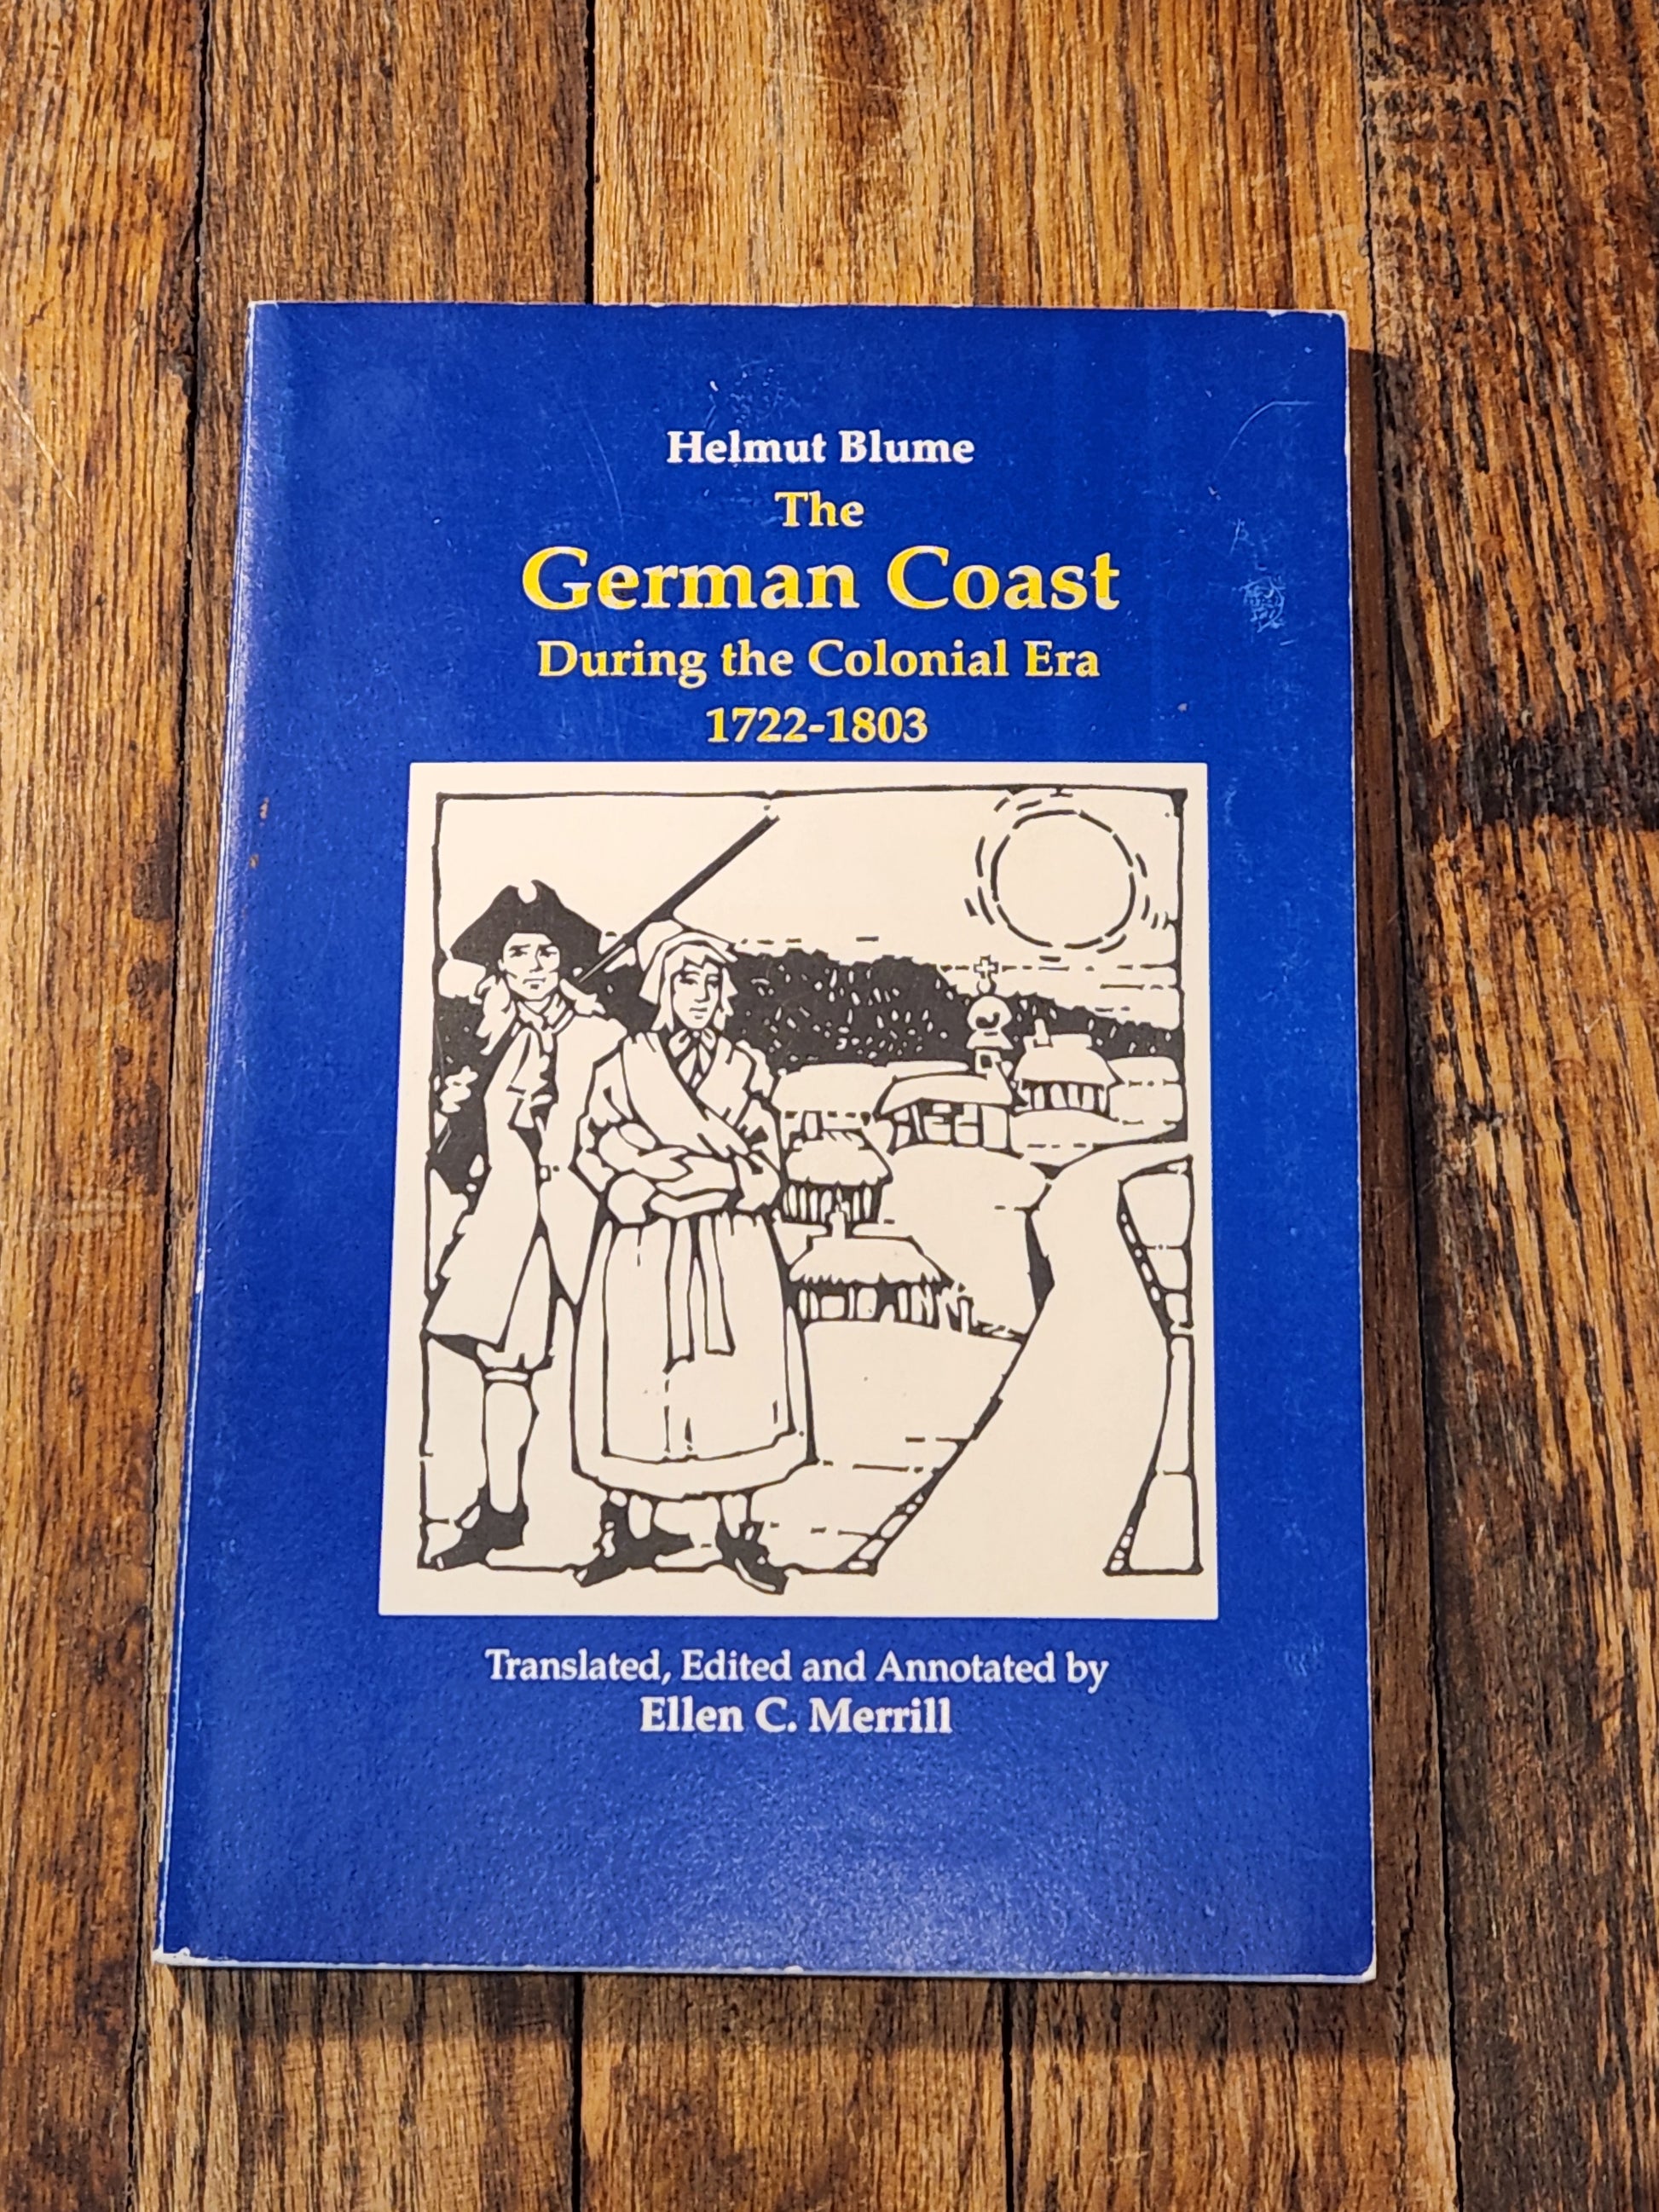 Helmut Blume
The
German Coast
During the Colonial Era
1722-1803
Translated, Edited and Annotated by
Ellen C. Merrill